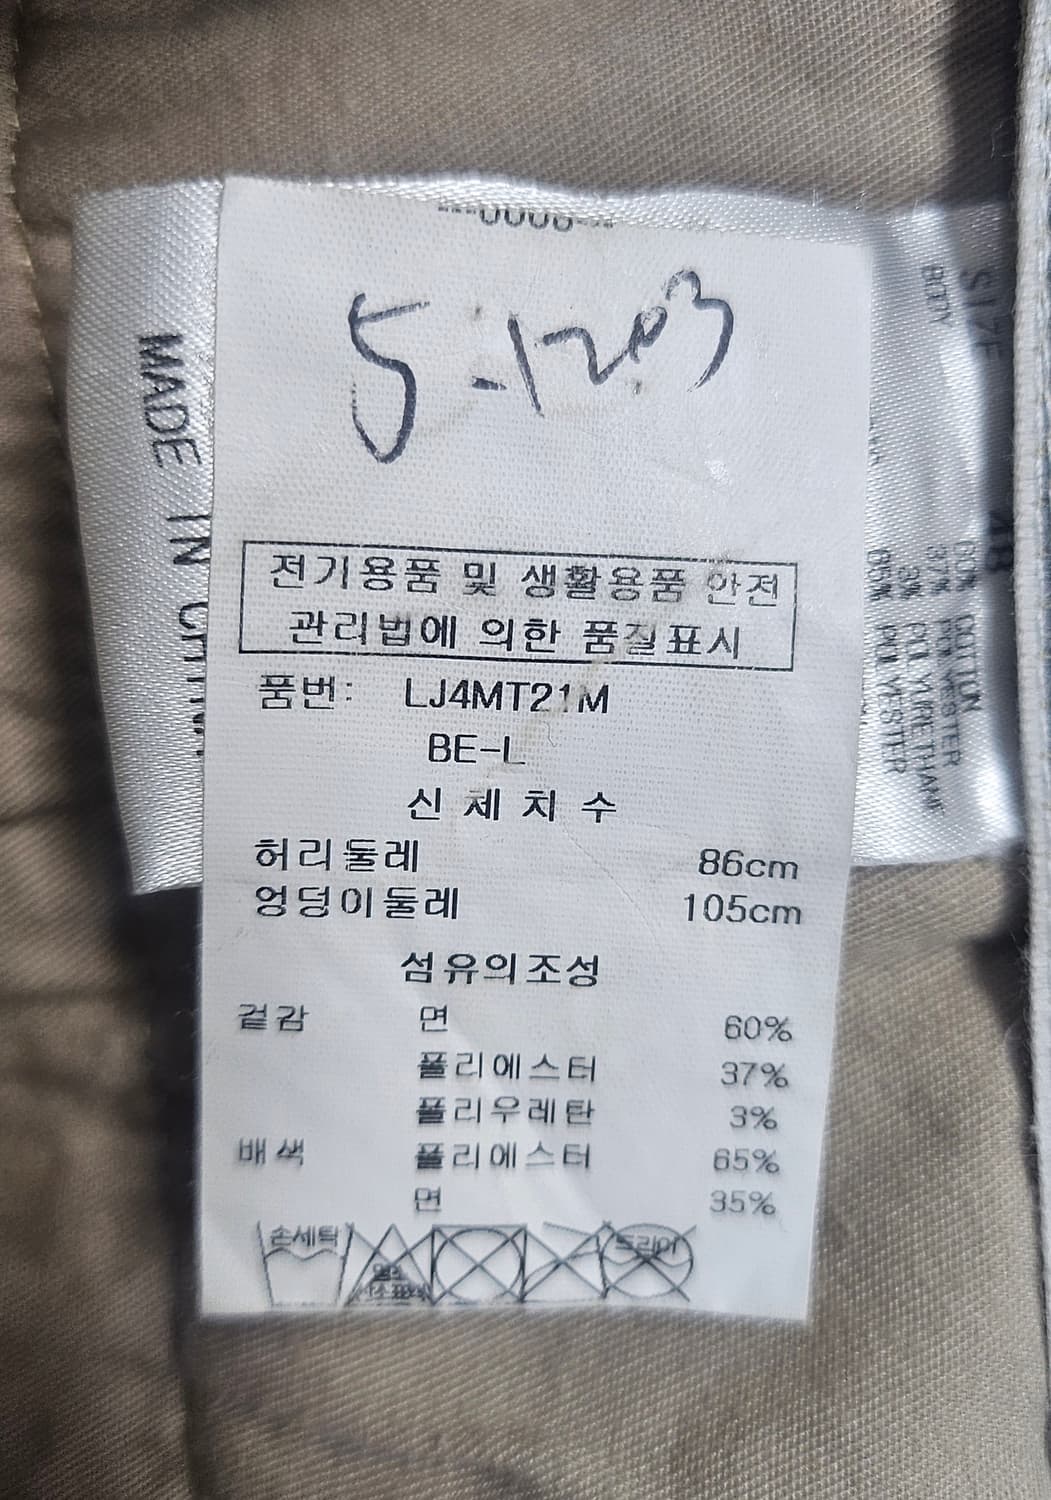 5-1203
전기용품 및 생활용품 안전
관리법에 의한 품질표시
품번: LJ4MT21M
BE-L
신체치수
허리둘레 86cm
엉덩이둘레 105cm
섬유의조성
겉감 면 60%
폴리에스터 37%
폴리우레탄 3%
배색 폴리에스터 65%
면 35%
손세탁
드라이
MADE IN
SIZE